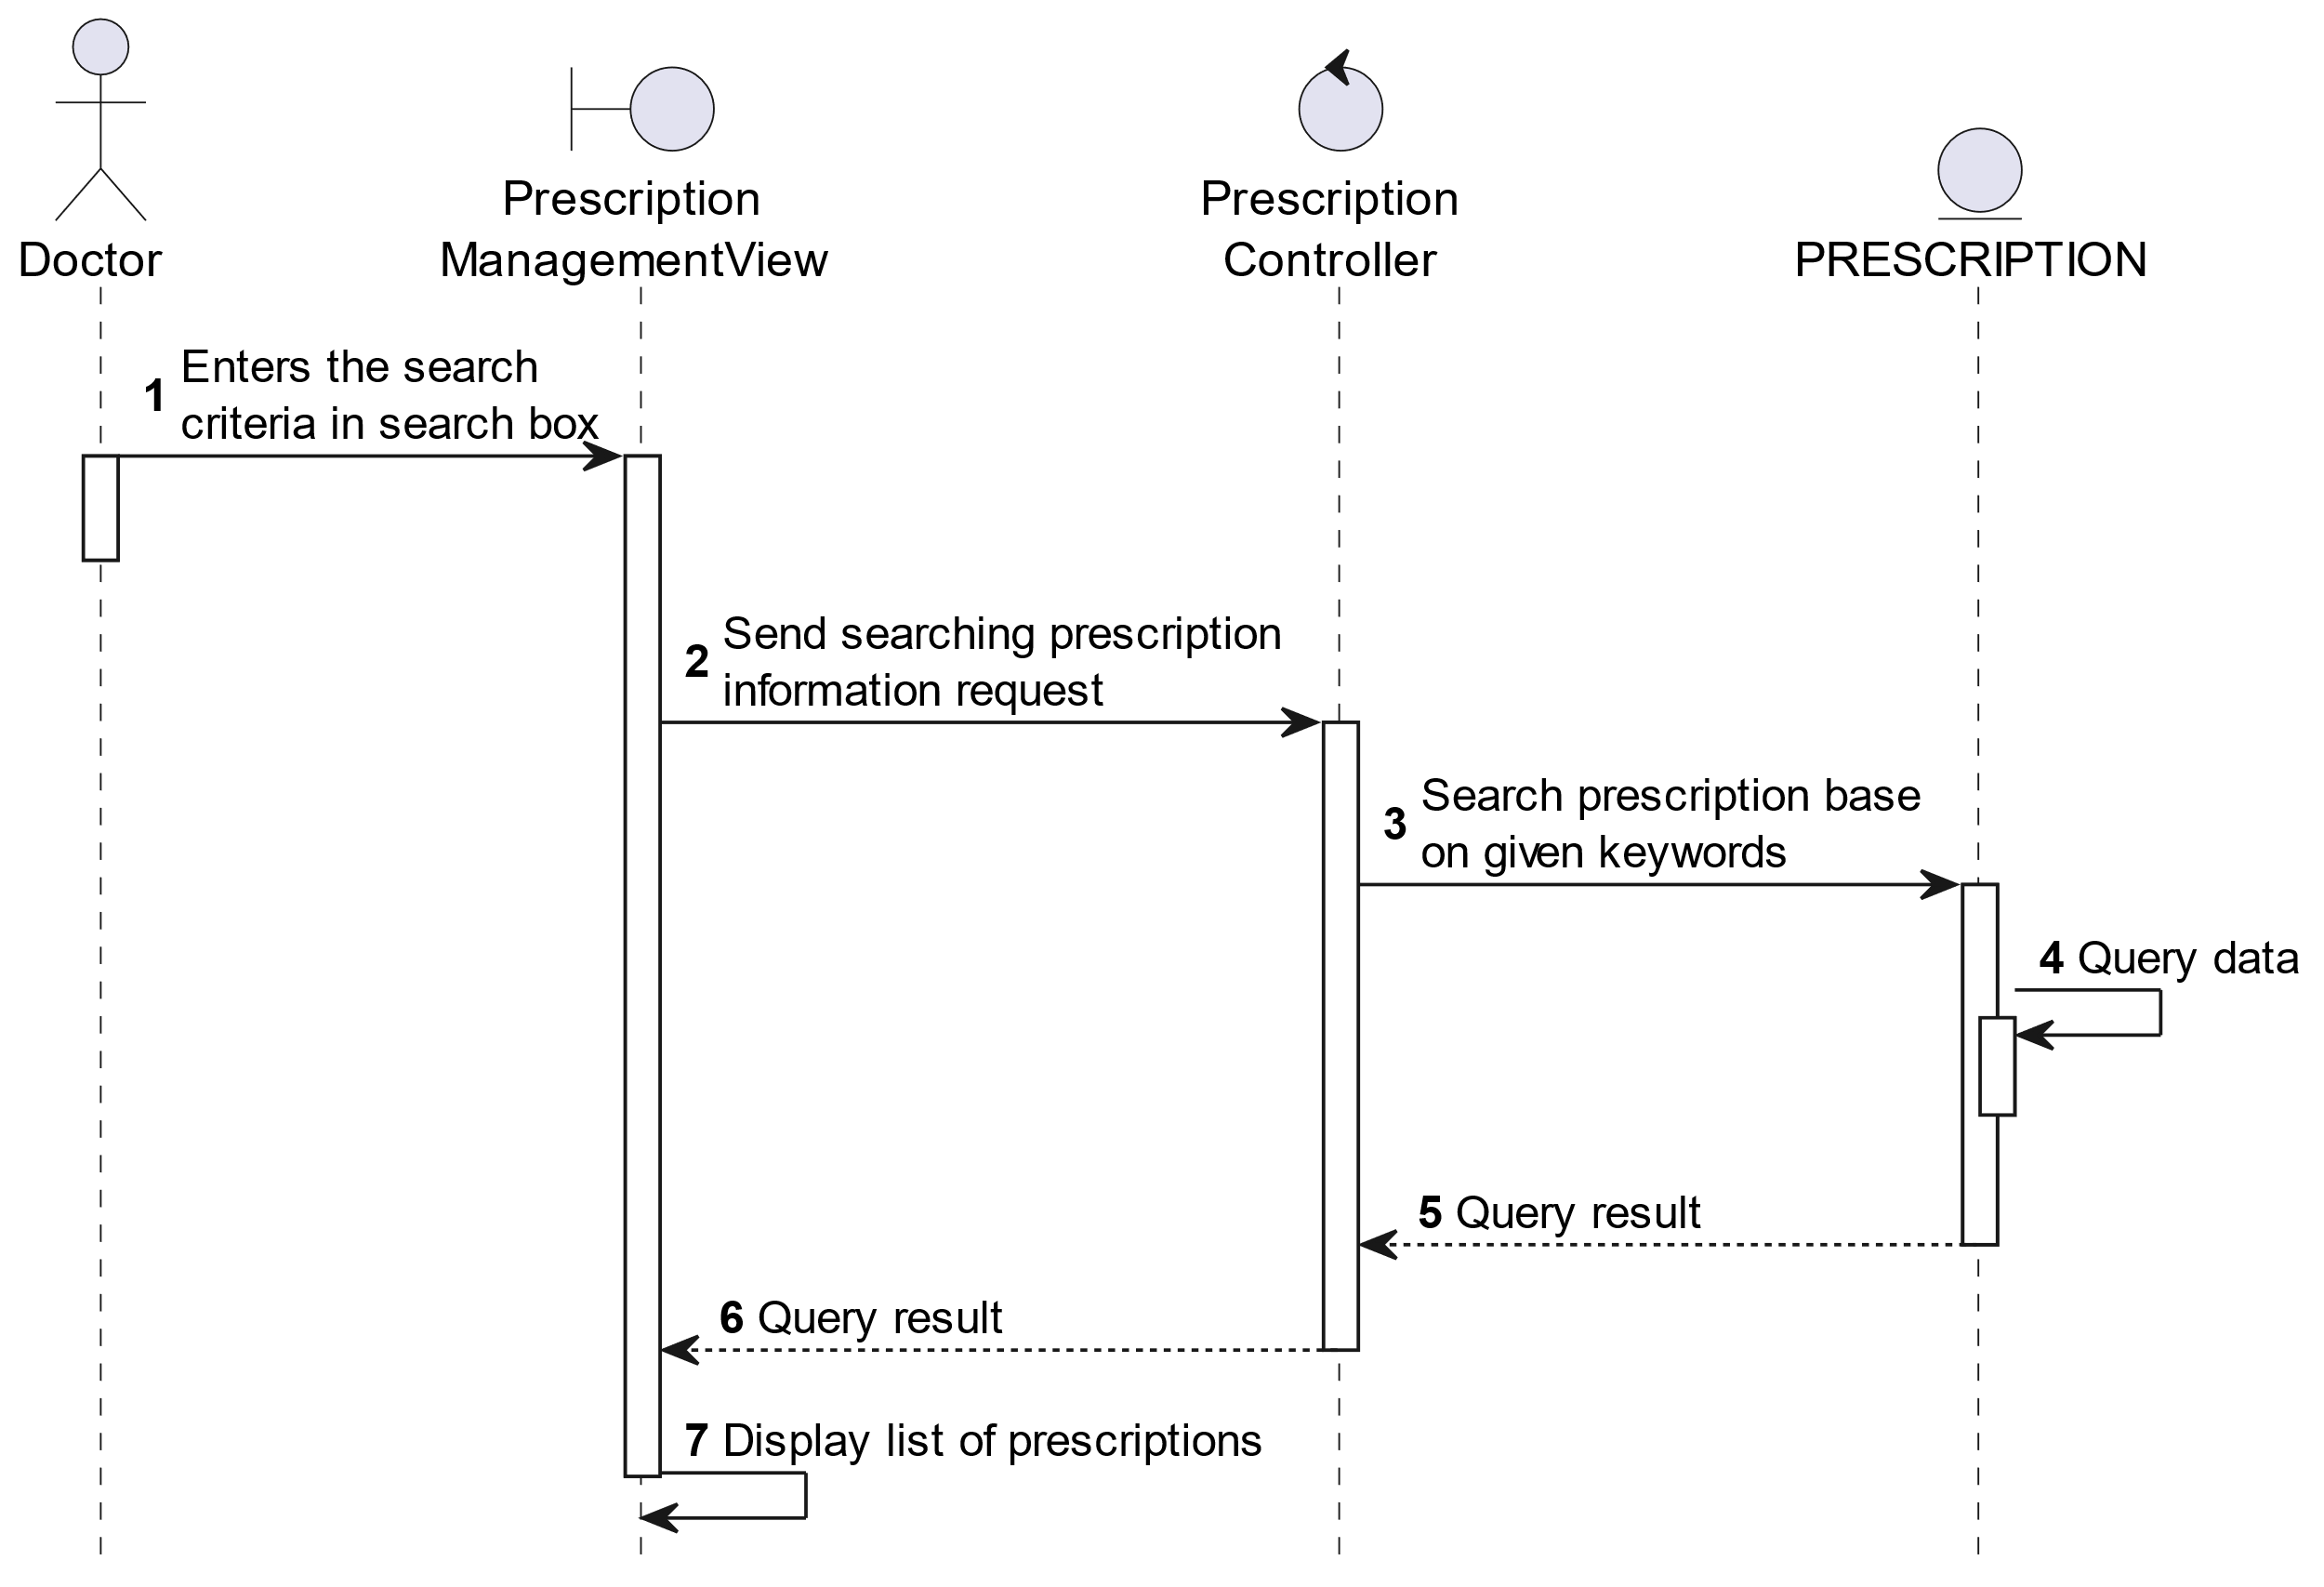 Doctor
Prescription
ManagementView
Prescription
Controller
PRESCRIPTION
1 Enters the search
criteria in search box
2 Send searching prescription
information request
3 Search prescription base
on given keywords
4 Query data
5 Query result
6 Query result
7 Display list of prescriptions